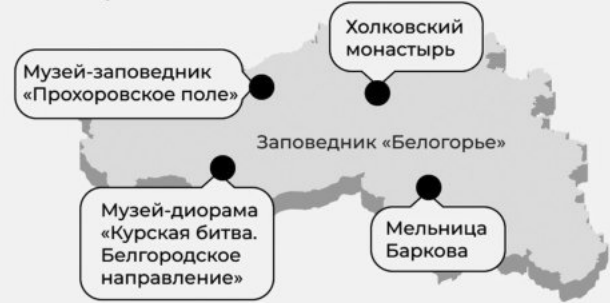 Холковский
монастырь
Музей-заповедник
«Прохоровское поле»
Заповедник «Белогорье»
Музей-диорама
«Курская битва.
Белгородское
направление»
Мельница
Баркова